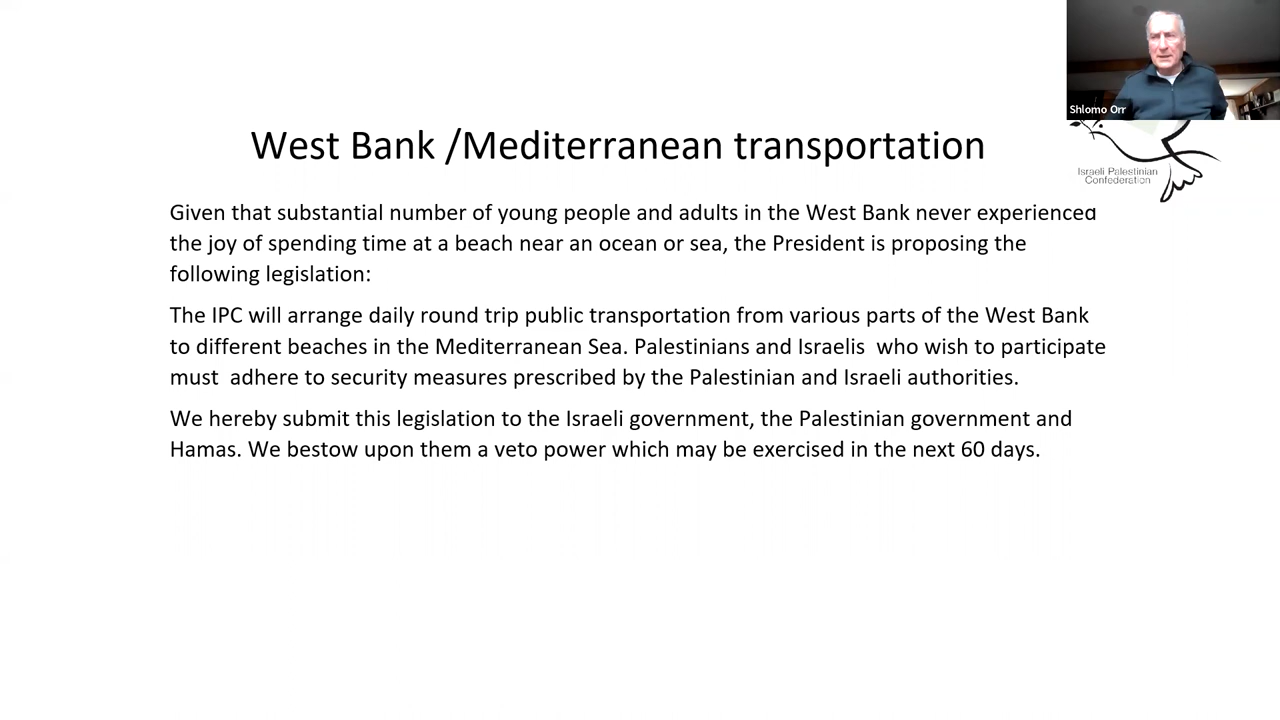 Shlomo Orr
Israeli Palestinian
Confederation
West Bank /Mediterranean transportation
Given that substantial number of young people and adults in the West Bank never experienced
the joy of spending time at a beach near an ocean or sea, the President is proposing the
following legislation:
The IPC will arrange daily round trip public transportation from various parts of the West Bank
to different beaches in the Mediterranean Sea. Palestinians and Israelis  who wish to participate
must  adhere to security measures prescribed by the Palestinian and Israeli authorities.
We hereby submit this legislation to the Israeli government, the Palestinian government and
Hamas. We bestow upon them a veto power which may be exercised in the next 60 days.